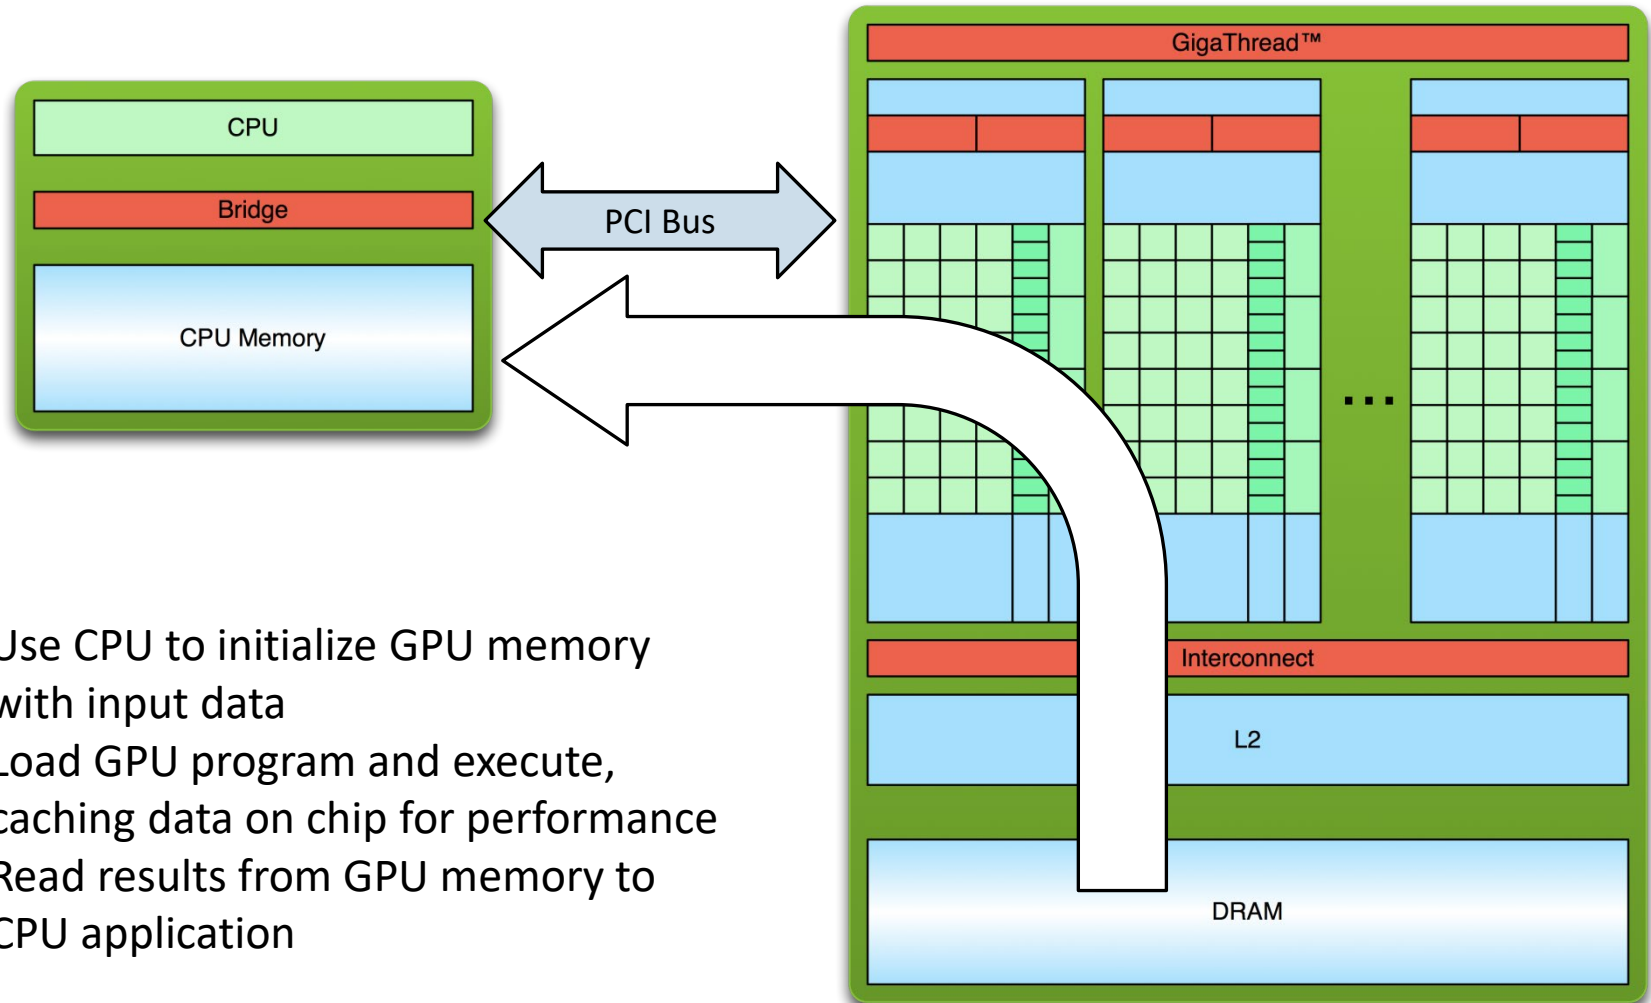 GigaThread™
CPU
Bridge
PCI Bus
CPU Memory
...
Use CPU to initialize GPU memory
with input data
Load GPU program and execute,
caching data on chip for performance
Read results from GPU memory to
CPU application
Interconnect
L2
DRAM